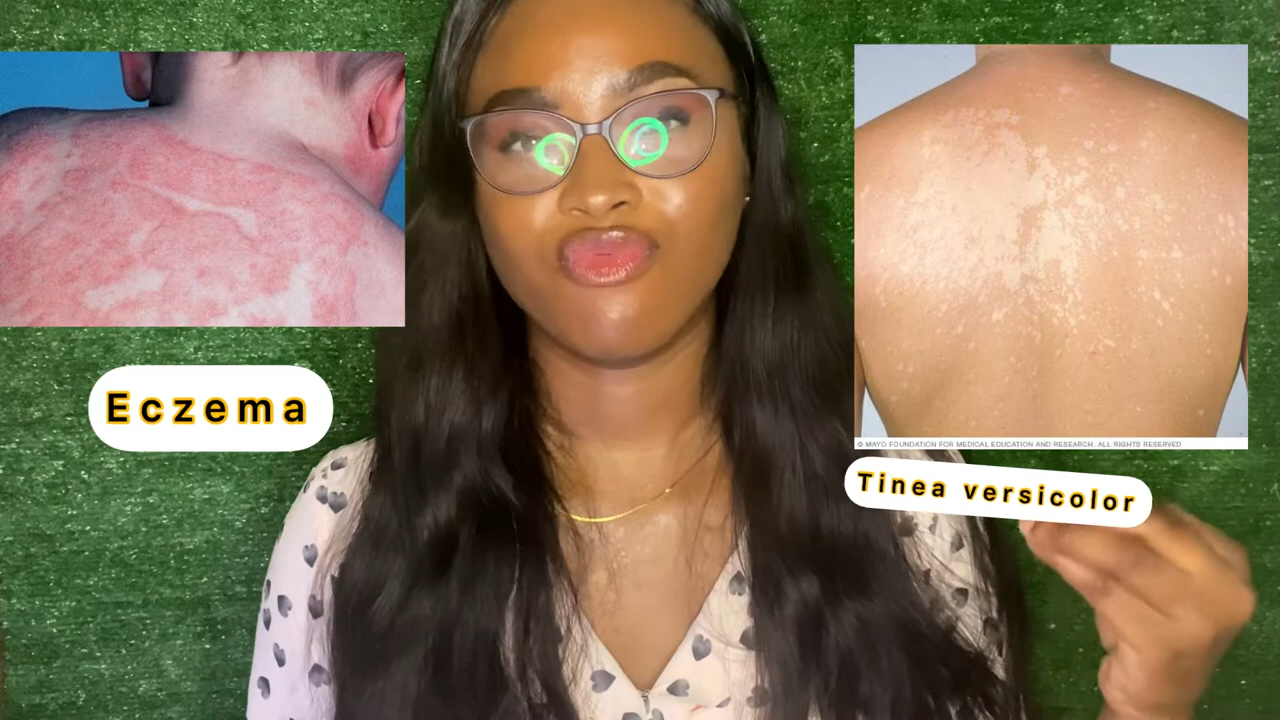 Eczema
© MAYO FOUNDATION FOR MEDICAL EDUCATION AND RESEARCH. ALL RIGHTS RESERVED
Tinea versicolor